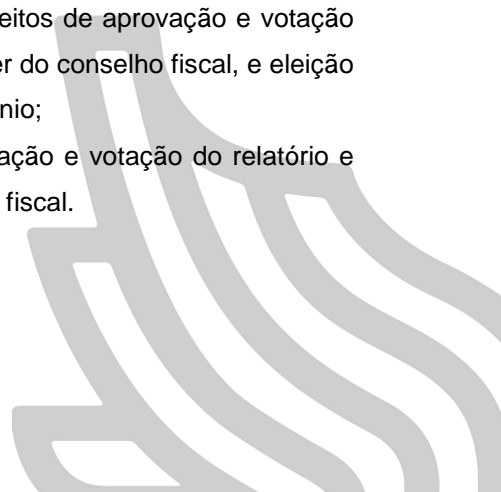 eitos de aprovação e votação
er do conselho fiscal, e eleição
nio;
ação e votação do relatório e
fiscal.